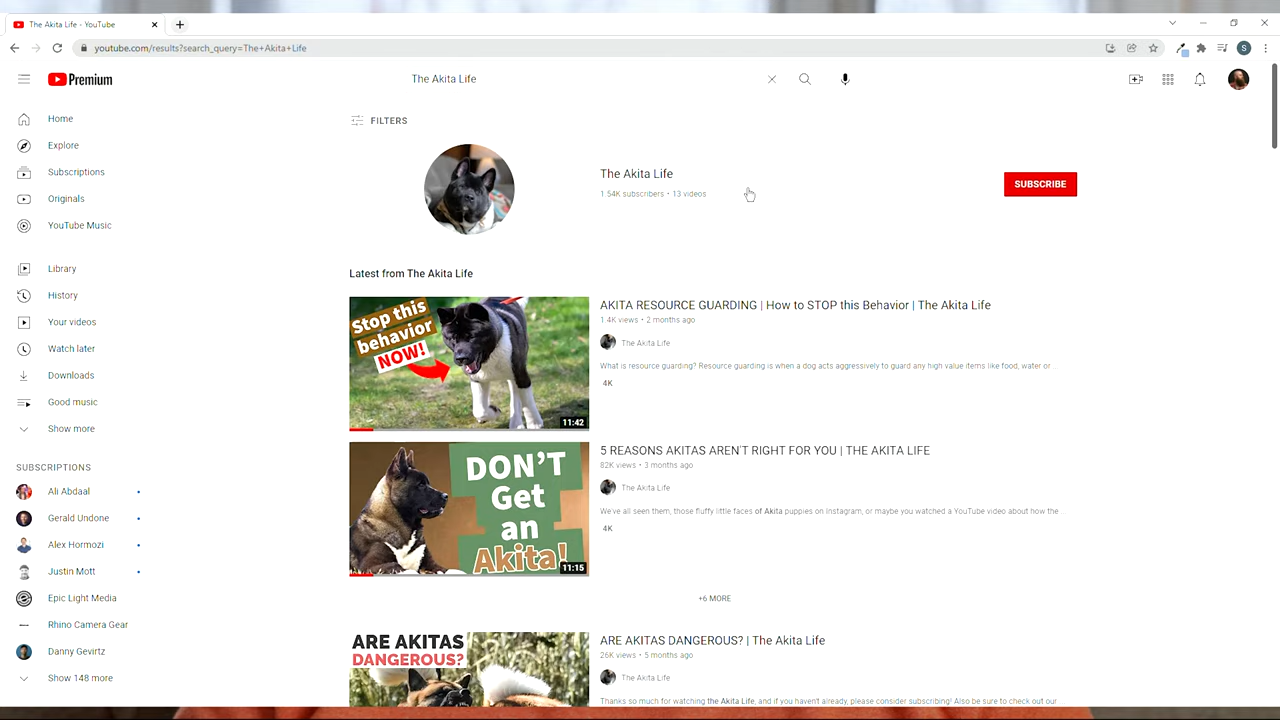 The Akita Life - YouTube
youtube.com/results?search_query=The+Akita+Life
S
Premium
The Akita Life
Home
Explore
Subscriptions
Originals
YouTube Music
Library
History
Your videos
Watch later
Downloads
Good music
Show more
SUBSCRIPTIONS
Ali Abdaal
Gerald Undone
Alex Hormozi
Justin Mott
Epic Light Media
Rhino Camera Gear
Danny Gevirtz
Show 148 more
FILTERS
The Akita Life
1.54K subscribers • 13 videos
SUBSCRIBE
Latest from The Akita Life
Stop this
behavior
NOW!
11:42
AKITA RESOURCE GUARDING | How to STOP this Behavior | The Akita Life
1.4K views • 2 months ago
The Akita Life
What is resource guarding? Resource guarding is when a dog acts aggressively to guard any high value items like food, water or ...
4K
DON'T
Get
an
Akita!
11:15
5 REASONS AKITAS AREN'T RIGHT FOR YOU | THE AKITA LIFE
82K views • 3 months ago
The Akita Life
We've all seen them, those fluffy little faces of Akita puppies on Instagram, or maybe you watched a YouTube video about how the ...
4K
+6 MORE
ARE AKITAS
DANGEROUS?
ARE AKITAS DANGEROUS? | The Akita Life
26K views • 5 months ago
The Akita Life
Thanks so much for watching the Akita Life, and if you haven't already, please consider subscribing! Also be sure to check out our ...